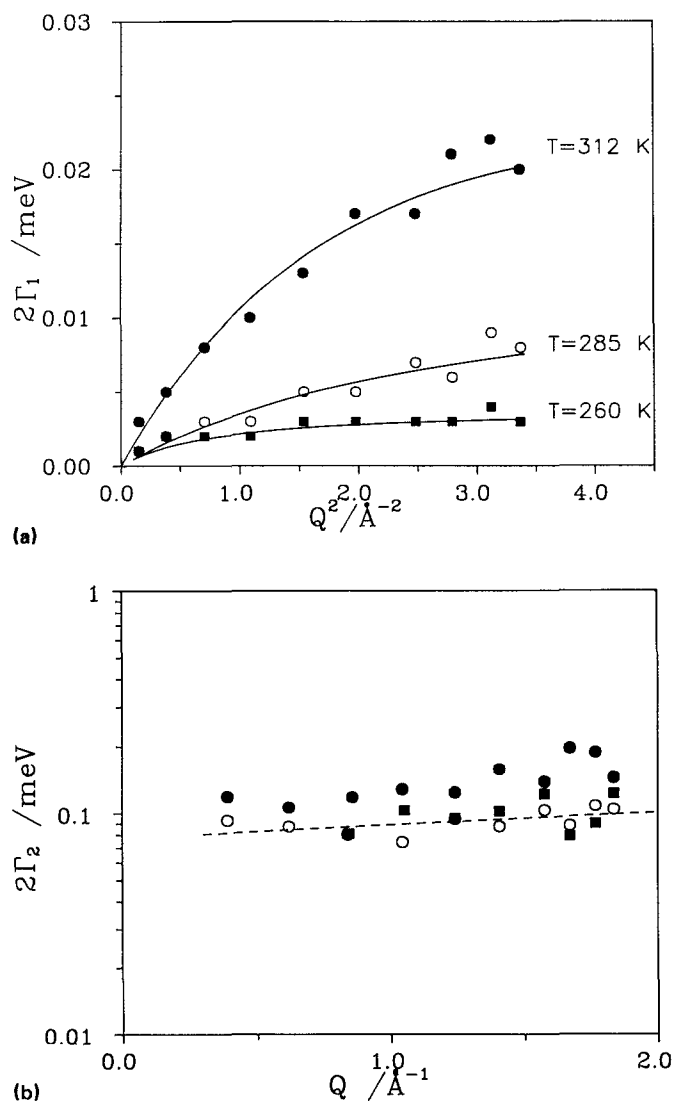 0.03
0.02
0.01
0.00
2Γ₁ /meV
T=312 K
T=285 K
T=260 K
0.0 1.0 2.0 3.0 4.0
Q²/Å⁻²
(a)
1
0.1
0.01
2Γ₂ /meV
0.0 1.0 2.0
Q /Å⁻¹
(b)